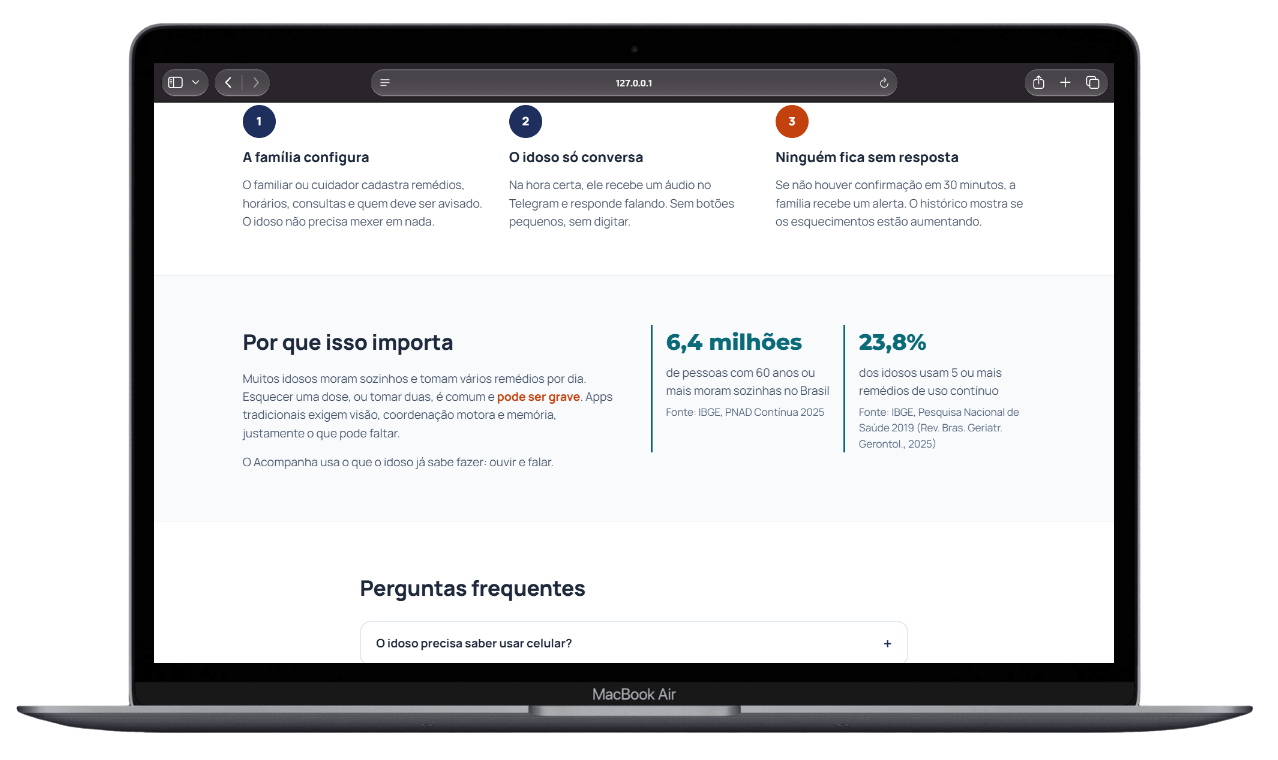 127.0.0.1
1
A família configura
O familiar ou cuidador cadastra remédios,
horários, consultas e quem deve ser avisado.
O idoso não precisa mexer em nada.
2
O idoso só conversa
Na hora certa, ele recebe um áudio no
Telegram e responde falando. Sem botões
pequenos, sem digitar.
3
Ninguém fica sem resposta
Se não houver confirmação em 30 minutos, a
família recebe um alerta. O histórico mostra se
os esquecimentos estão aumentando.
Por que isso importa
Muitos idosos moram sozinhos e tomam vários remédios por dia.
Esquecer uma dose, ou tomar duas, é comum e pode ser grave. Apps
tradicionais exigem visão, coordenação motora e memória,
justamente o que pode faltar.
O Acompanha usa o que o idoso já sabe fazer: ouvir e falar.
6,4 milhões
de pessoas com 60 anos ou
mais moram sozinhas no Brasil
Fonte: IBGE, PNAD Contínua 2025
23,8%
dos idosos usam 5 ou mais
remédios de uso contínuo
Fonte: IBGE, Pesquisa Nacional de
Saúde 2019 (Rev. Bras. Geriatr.
Gerontol., 2025)
Perguntas frequentes
O idoso precisa saber usar celular? +
MacBook Air